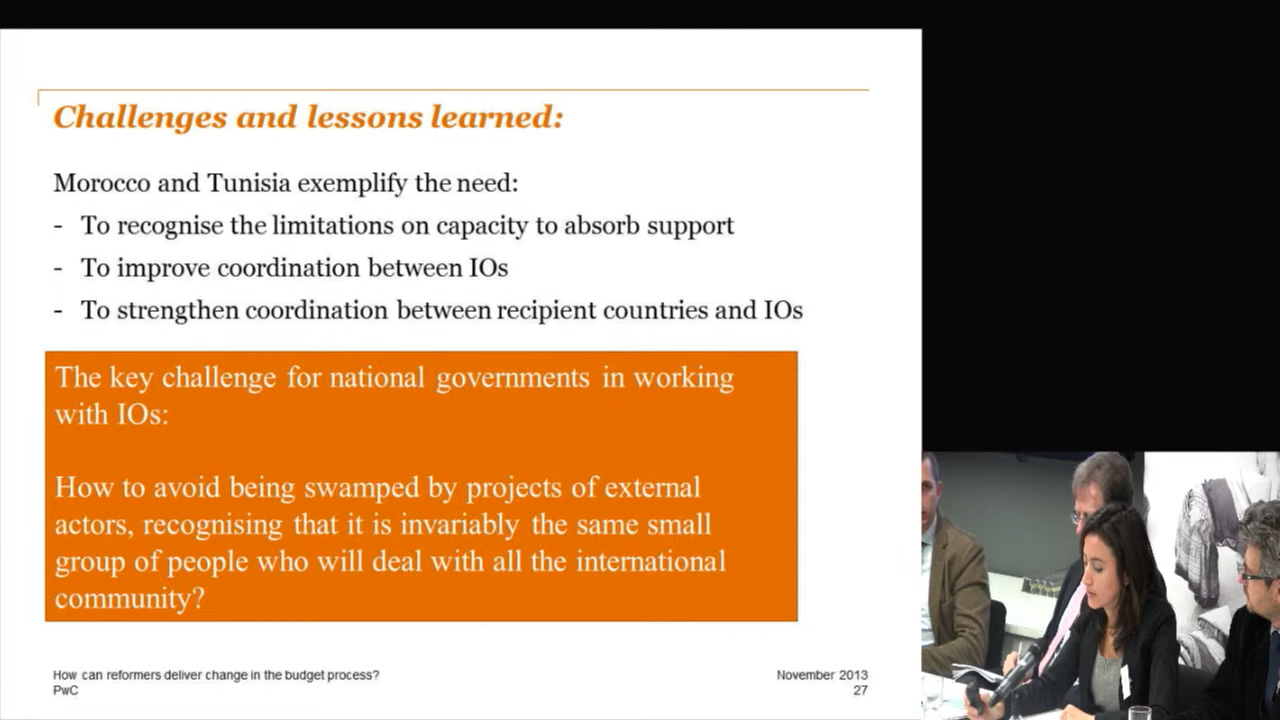 Challenges and lessons learned:
Morocco and Tunisia exemplify the need:
- To recognise the limitations on capacity to absorb support
- To improve coordination between IOs
- To strengthen coordination between recipient countries and IOs
The key challenge for national governments in working
with IOs:
How to avoid being swamped by projects of external
actors, recognising that it is invariably the same small
group of people who will deal with all the international
community?
How can reformers deliver change in the budget process?
PwC
November 2013
27